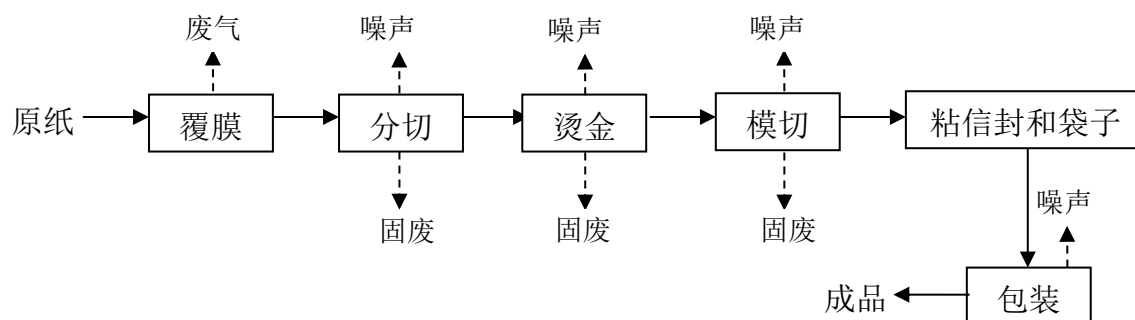 废气 噪声 噪声 噪声
原纸 覆膜 分切 烫金 模切 粘信封和袋子
固废 固废 固废
噪声
成品 包装